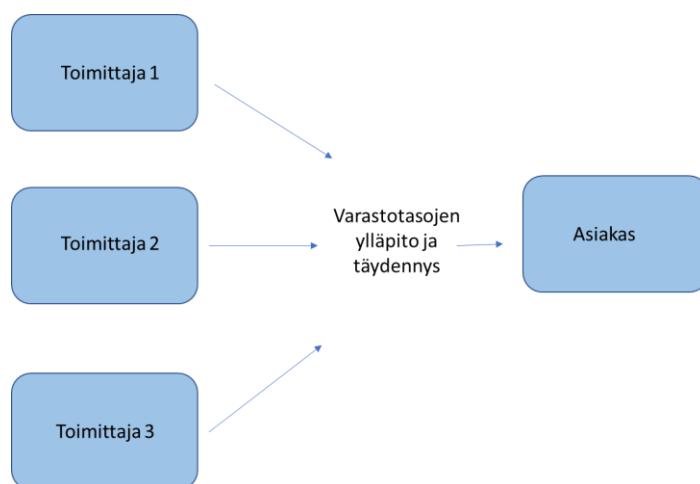 Toimittaja 1
Toimittaja 2
Varastotasojen
ylläpito ja
täydennys
Asiakas
Toimittaja 3